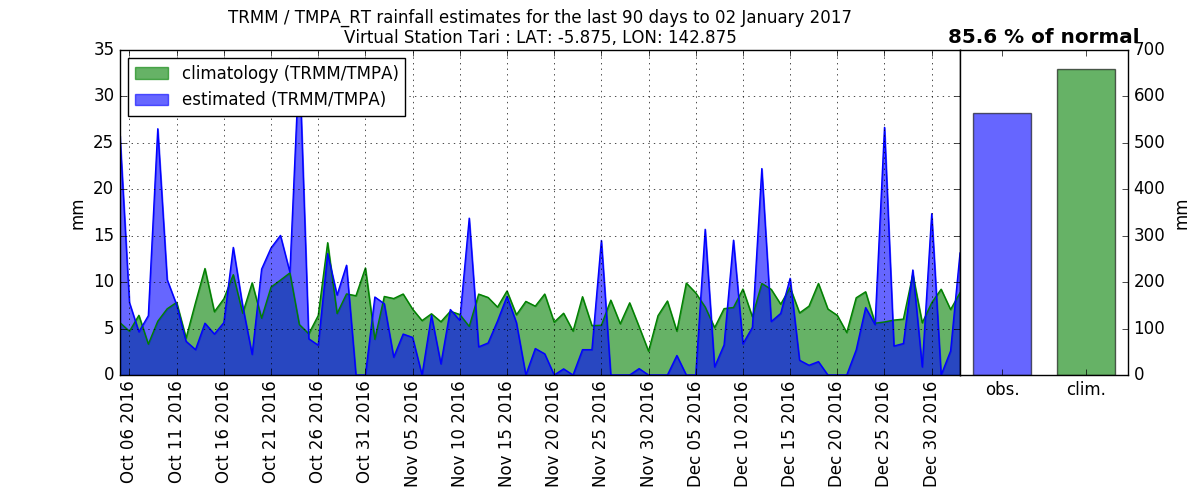 TRMM / TMPA_RT rainfall estimates for the last 90 days to 02 January 2017
Virtual Station Tari : LAT: -5.875, LON: 142.875
85.6 % of normal
climatology (TRMM/TMPA)
estimated (TRMM/TMPA)
35
30
25
20
15
10
5
0
mm
Oct 06 2016
Oct 11 2016
Oct 16 2016
Oct 21 2016
Oct 26 2016
Oct 31 2016
Nov 05 2016
Nov 10 2016
Nov 15 2016
Nov 20 2016
Nov 25 2016
Nov 30 2016
Dec 05 2016
Dec 10 2016
Dec 15 2016
Dec 20 2016
Dec 25 2016
Dec 30 2016
obs.
clim.
700
600
500
400
300
200
100
0
mm